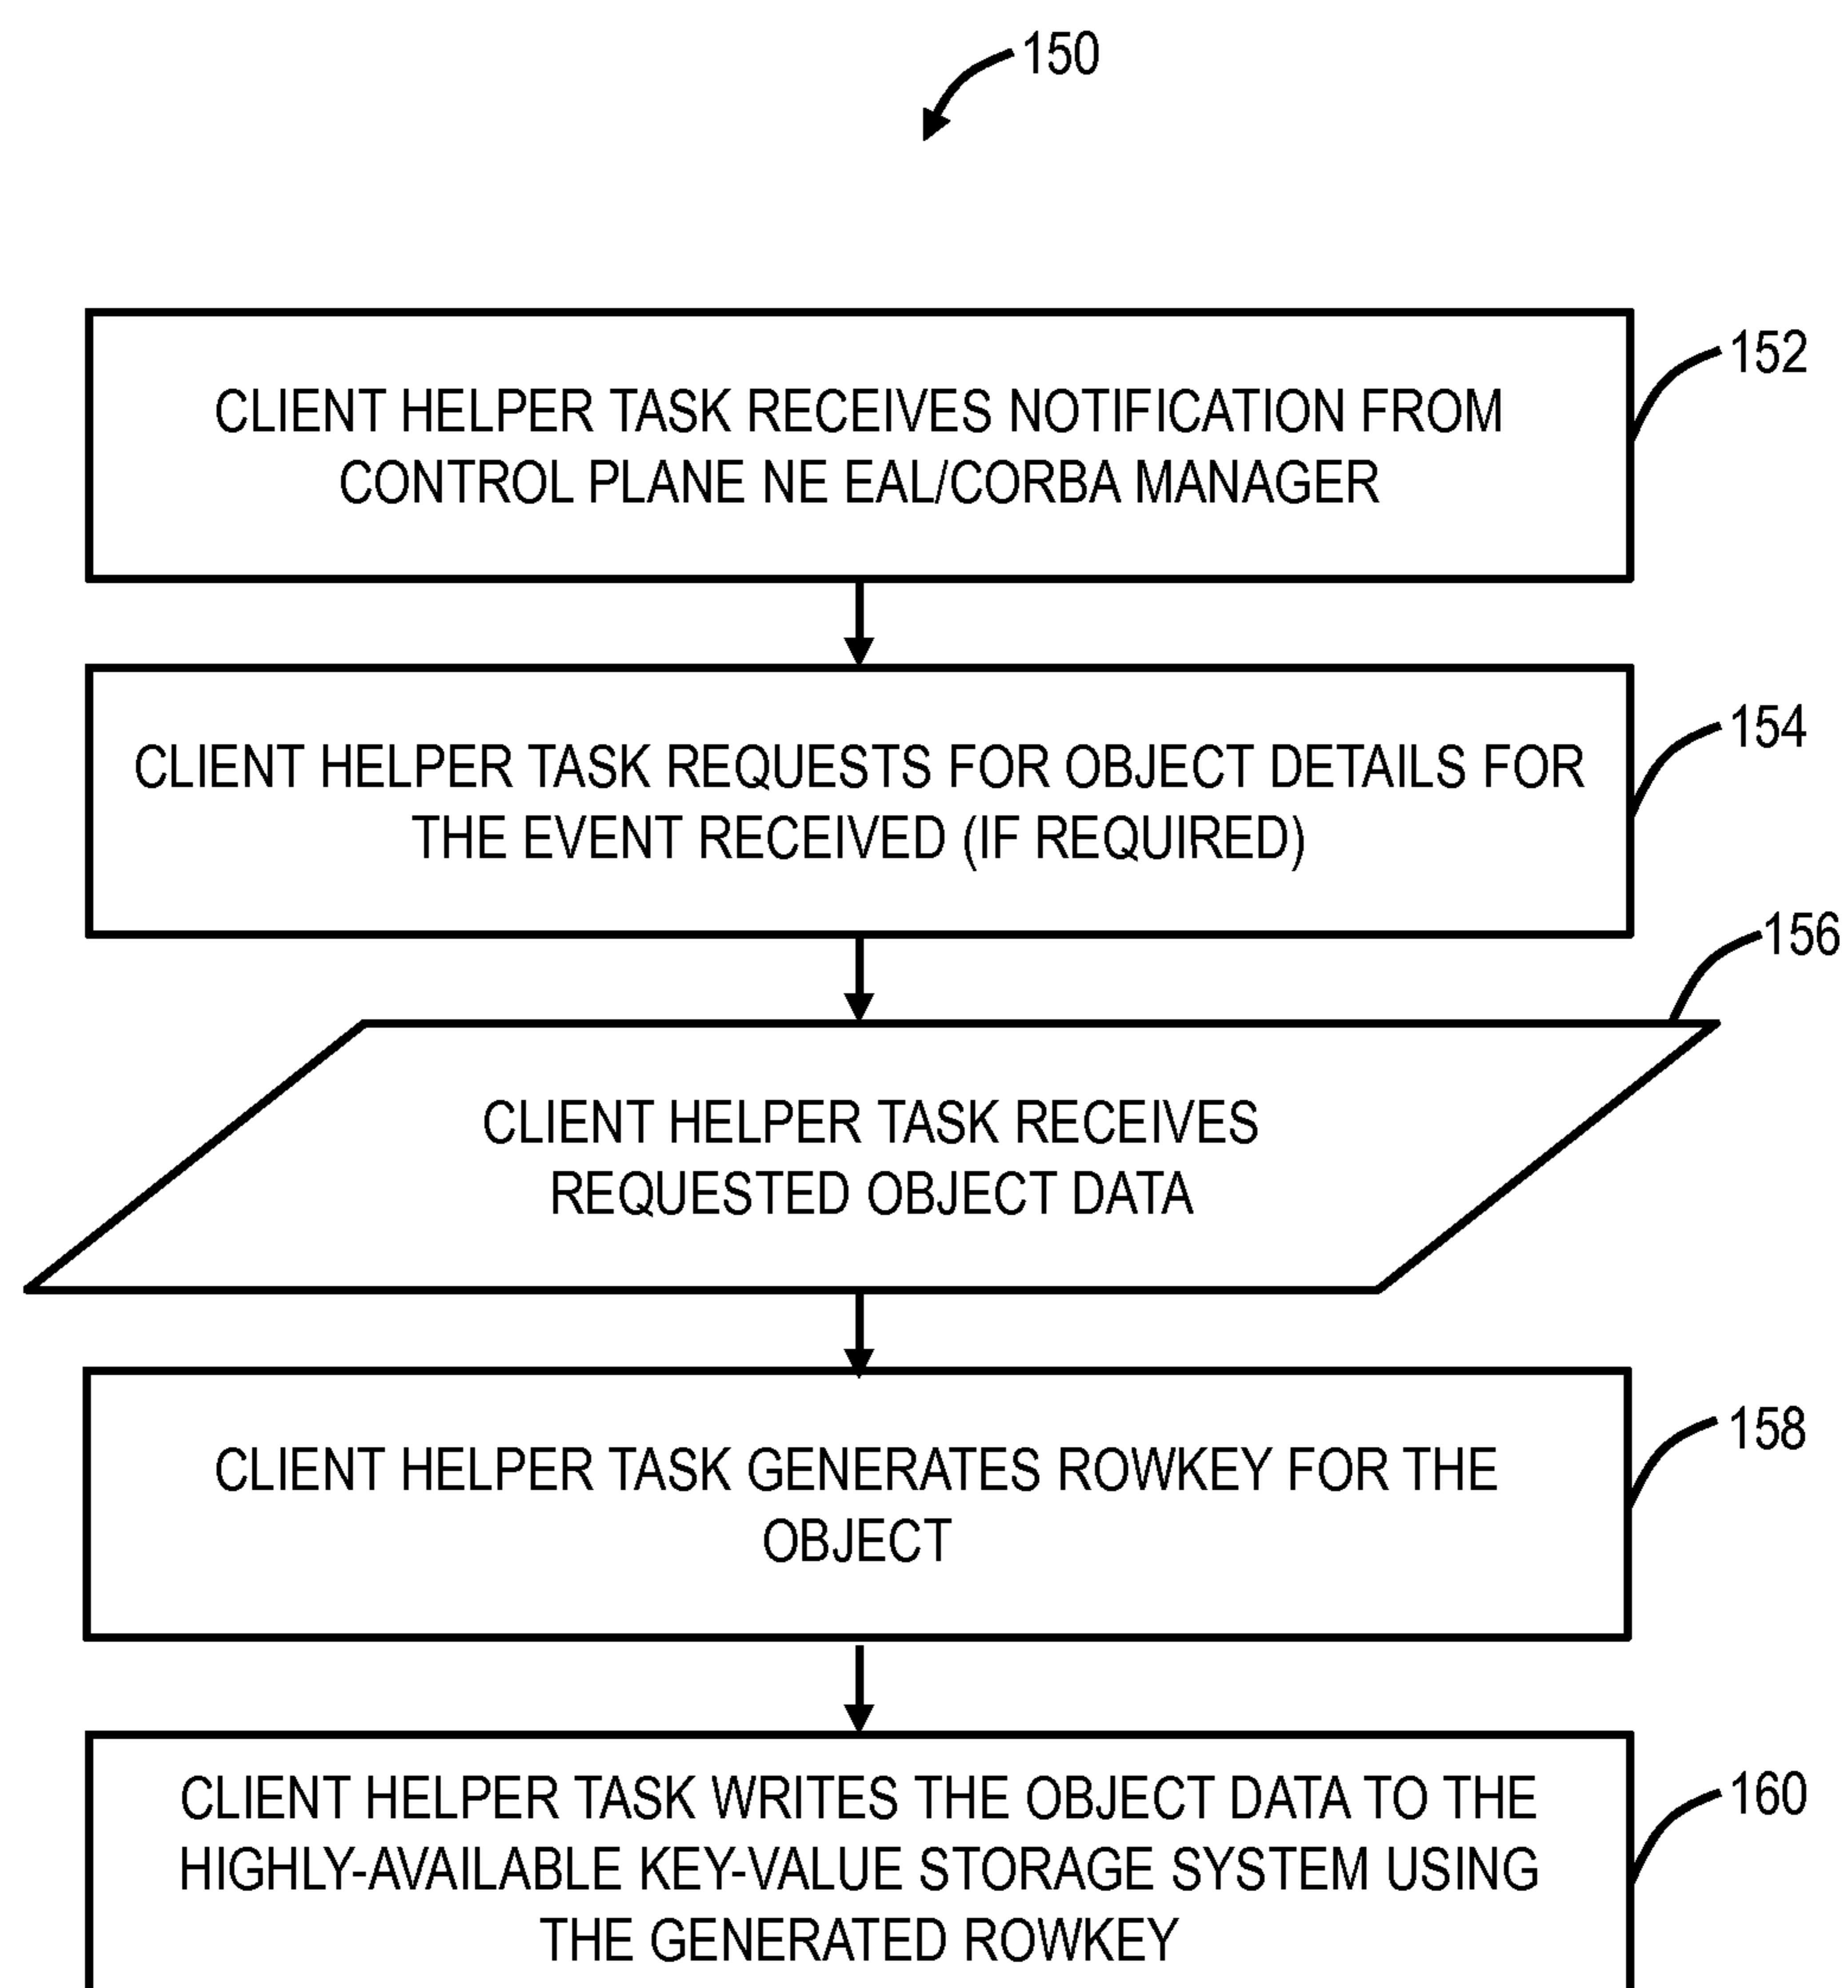 150
CLIENT HELPER TASK RECEIVES NOTIFICATION FROM
CONTROL PLANE NE EAL/CORBA MANAGER
152
CLIENT HELPER TASK REQUESTS FOR OBJECT DETAILS FOR
THE EVENT RECEIVED (IF REQUIRED)
154
156
CLIENT HELPER TASK RECEIVES
REQUESTED OBJECT DATA
CLIENT HELPER TASK GENERATES ROWKEY FOR THE
OBJECT
158
CLIENT HELPER TASK WRITES THE OBJECT DATA TO THE
HIGHLY-AVAILABLE KEY-VALUE STORAGE SYSTEM USING
THE GENERATED ROWKEY
160